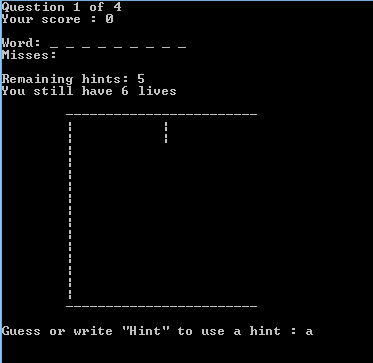 Question 1 of 4
Your score : 0
Word: _ _ _ _ _ _ _ _ _
Misses:
Remaining hints: 5
You still have 6 lives
Guess or write "Hint" to use a hint : a